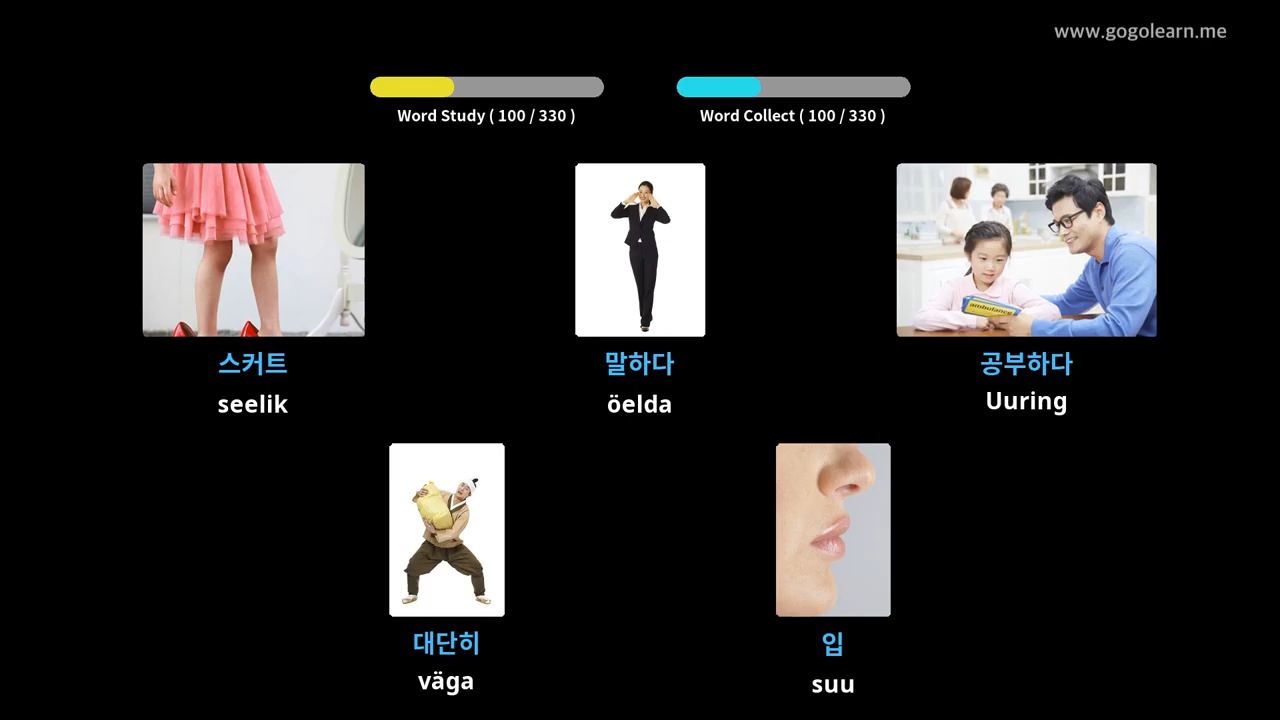 www.gogolearn.me
Word Study ( 100 / 330 )
Word Collect ( 100 / 330 )
ambulance
스커트
말하다
공부하다
seelik
öelda
Uuring
대단히
입
väga
suu